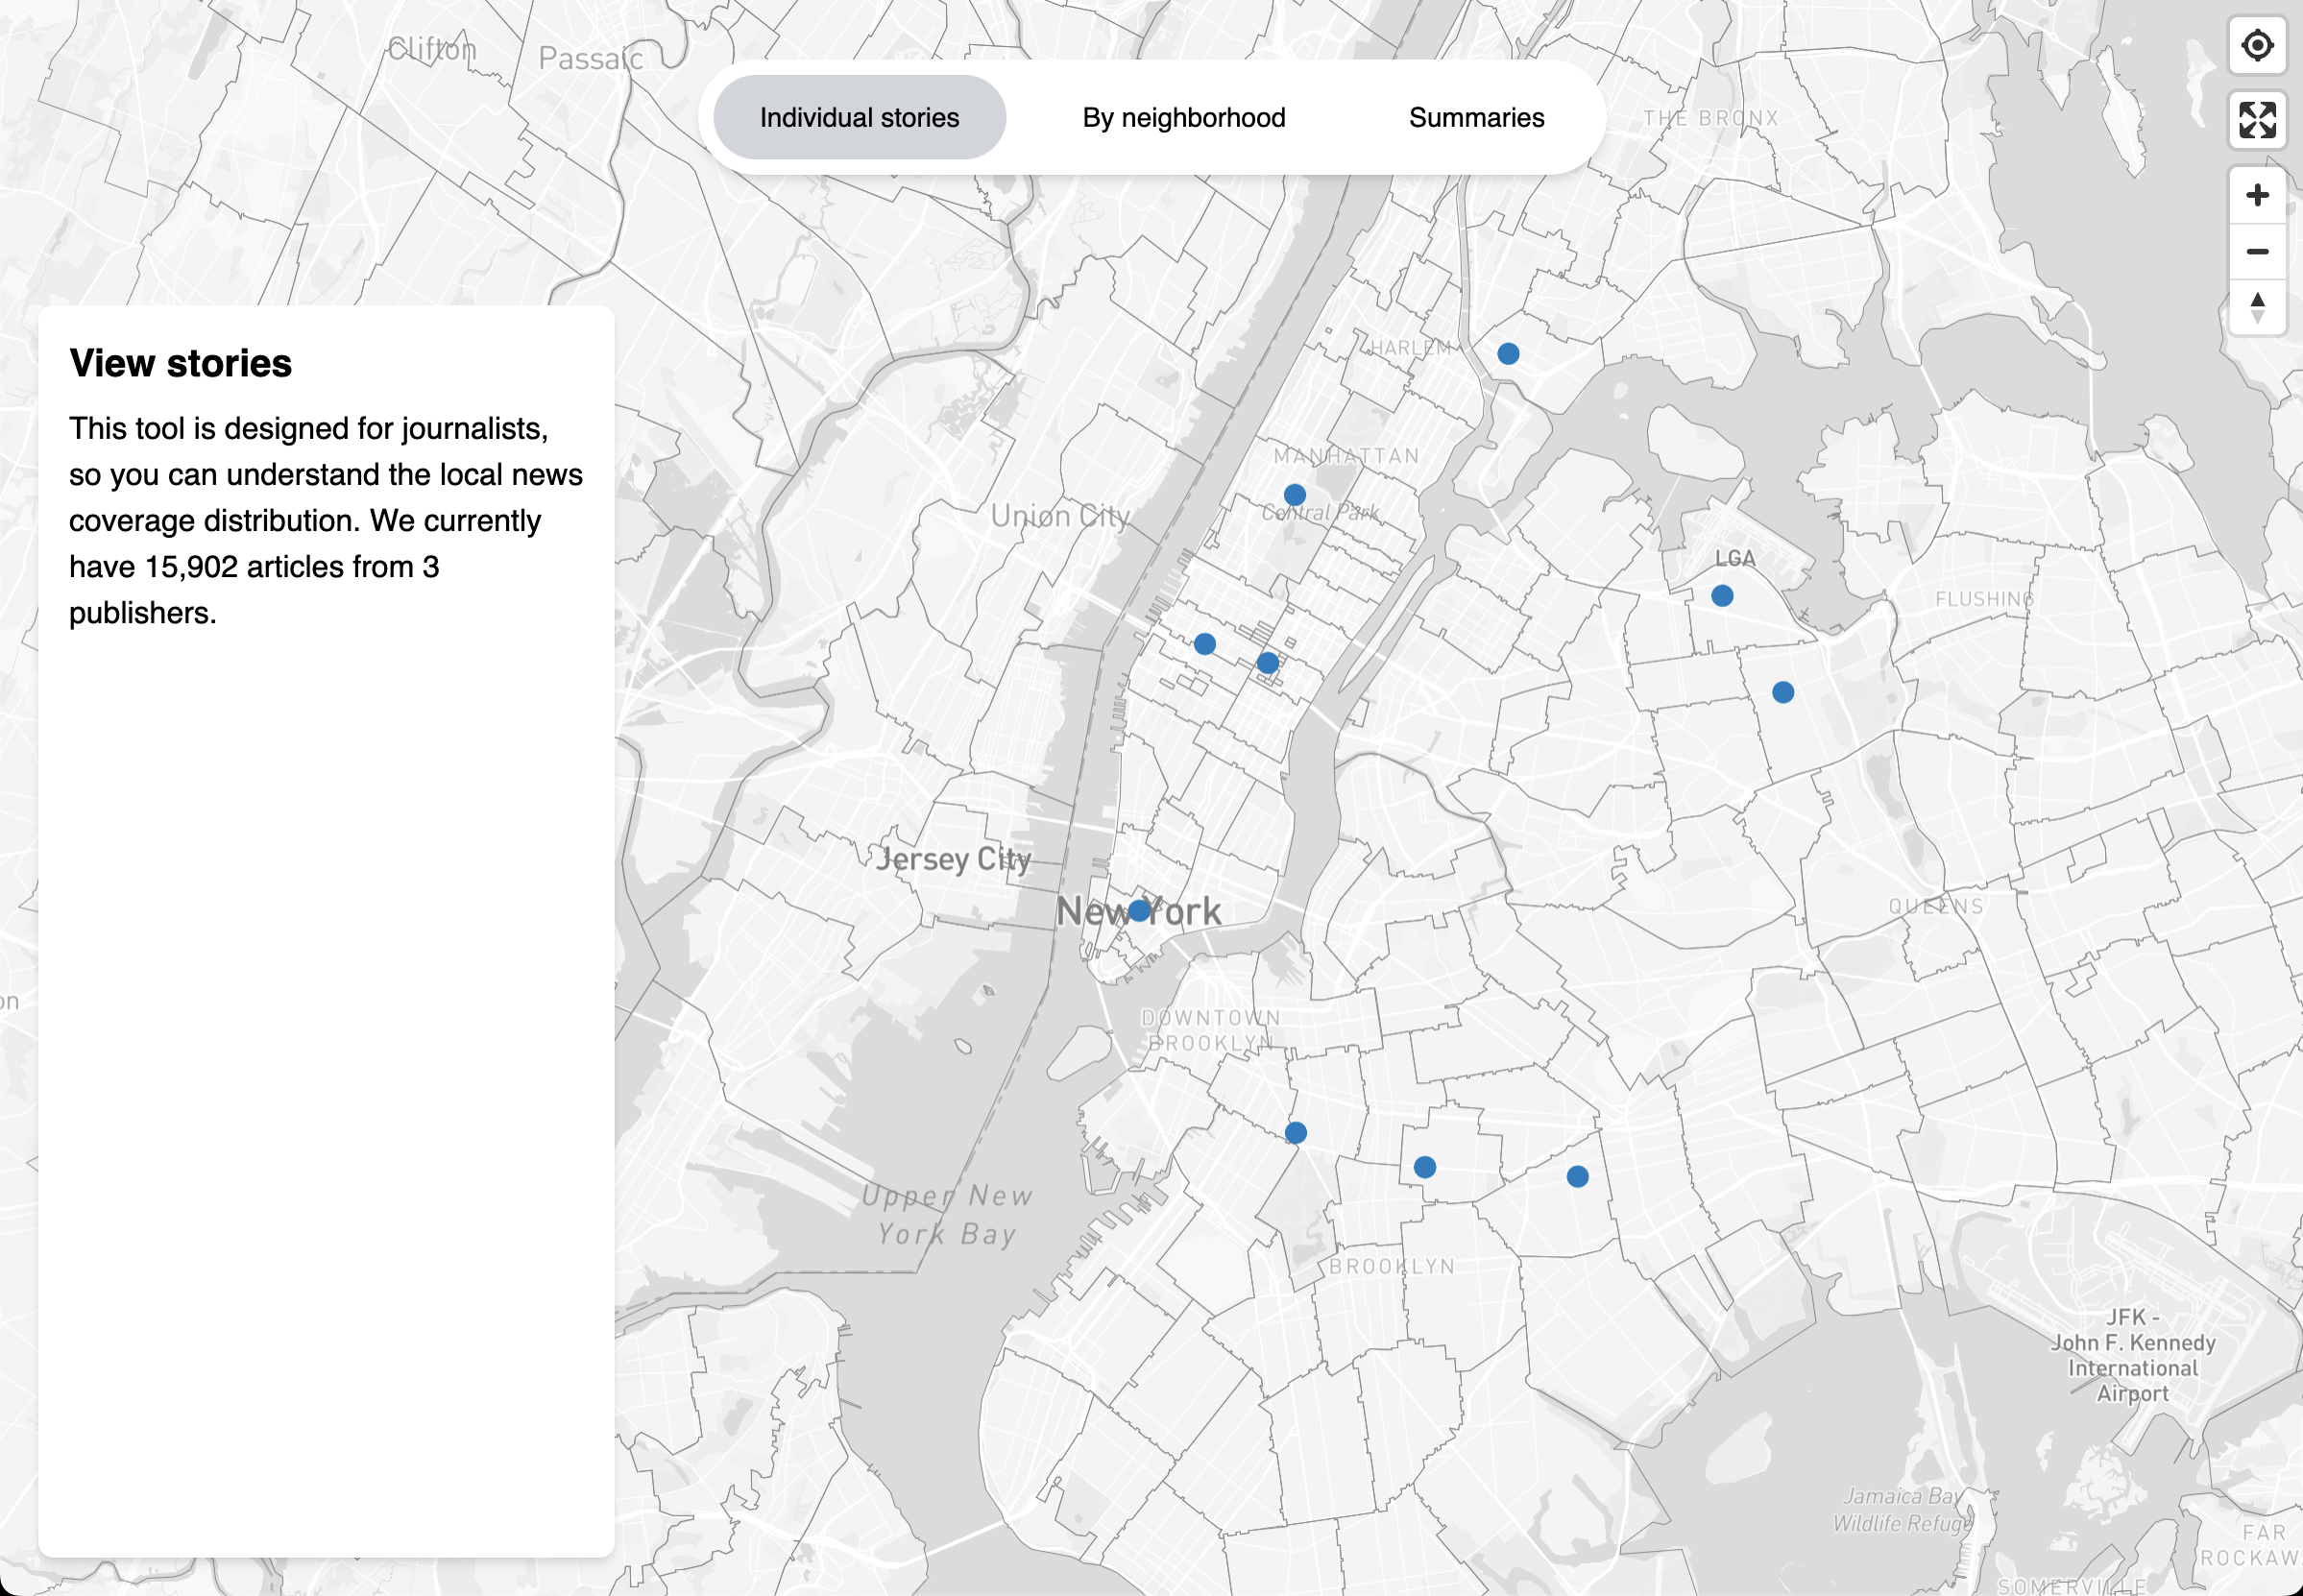 Clifton
Passaic
Individual stories
By neighborhood
Summaries
THE BRONX
View stories
This tool is designed for journalists,
so you can understand the local news
coverage distribution. We currently
have 15,902 articles from 3
publishers.
HARLEM
MANHATTAN
Central Park
Union City
LGA
FLUSHING
Jersey City
New York
QUEENS
on
DOWNTOWN
BROOKLYN
Upper New
York Bay
BROOKLYN
JFK -
John F. Kennedy
International
Airport
Jamaica Bay
Wildlife Refuge
FAR
ROCKAW
SOMERVILLE